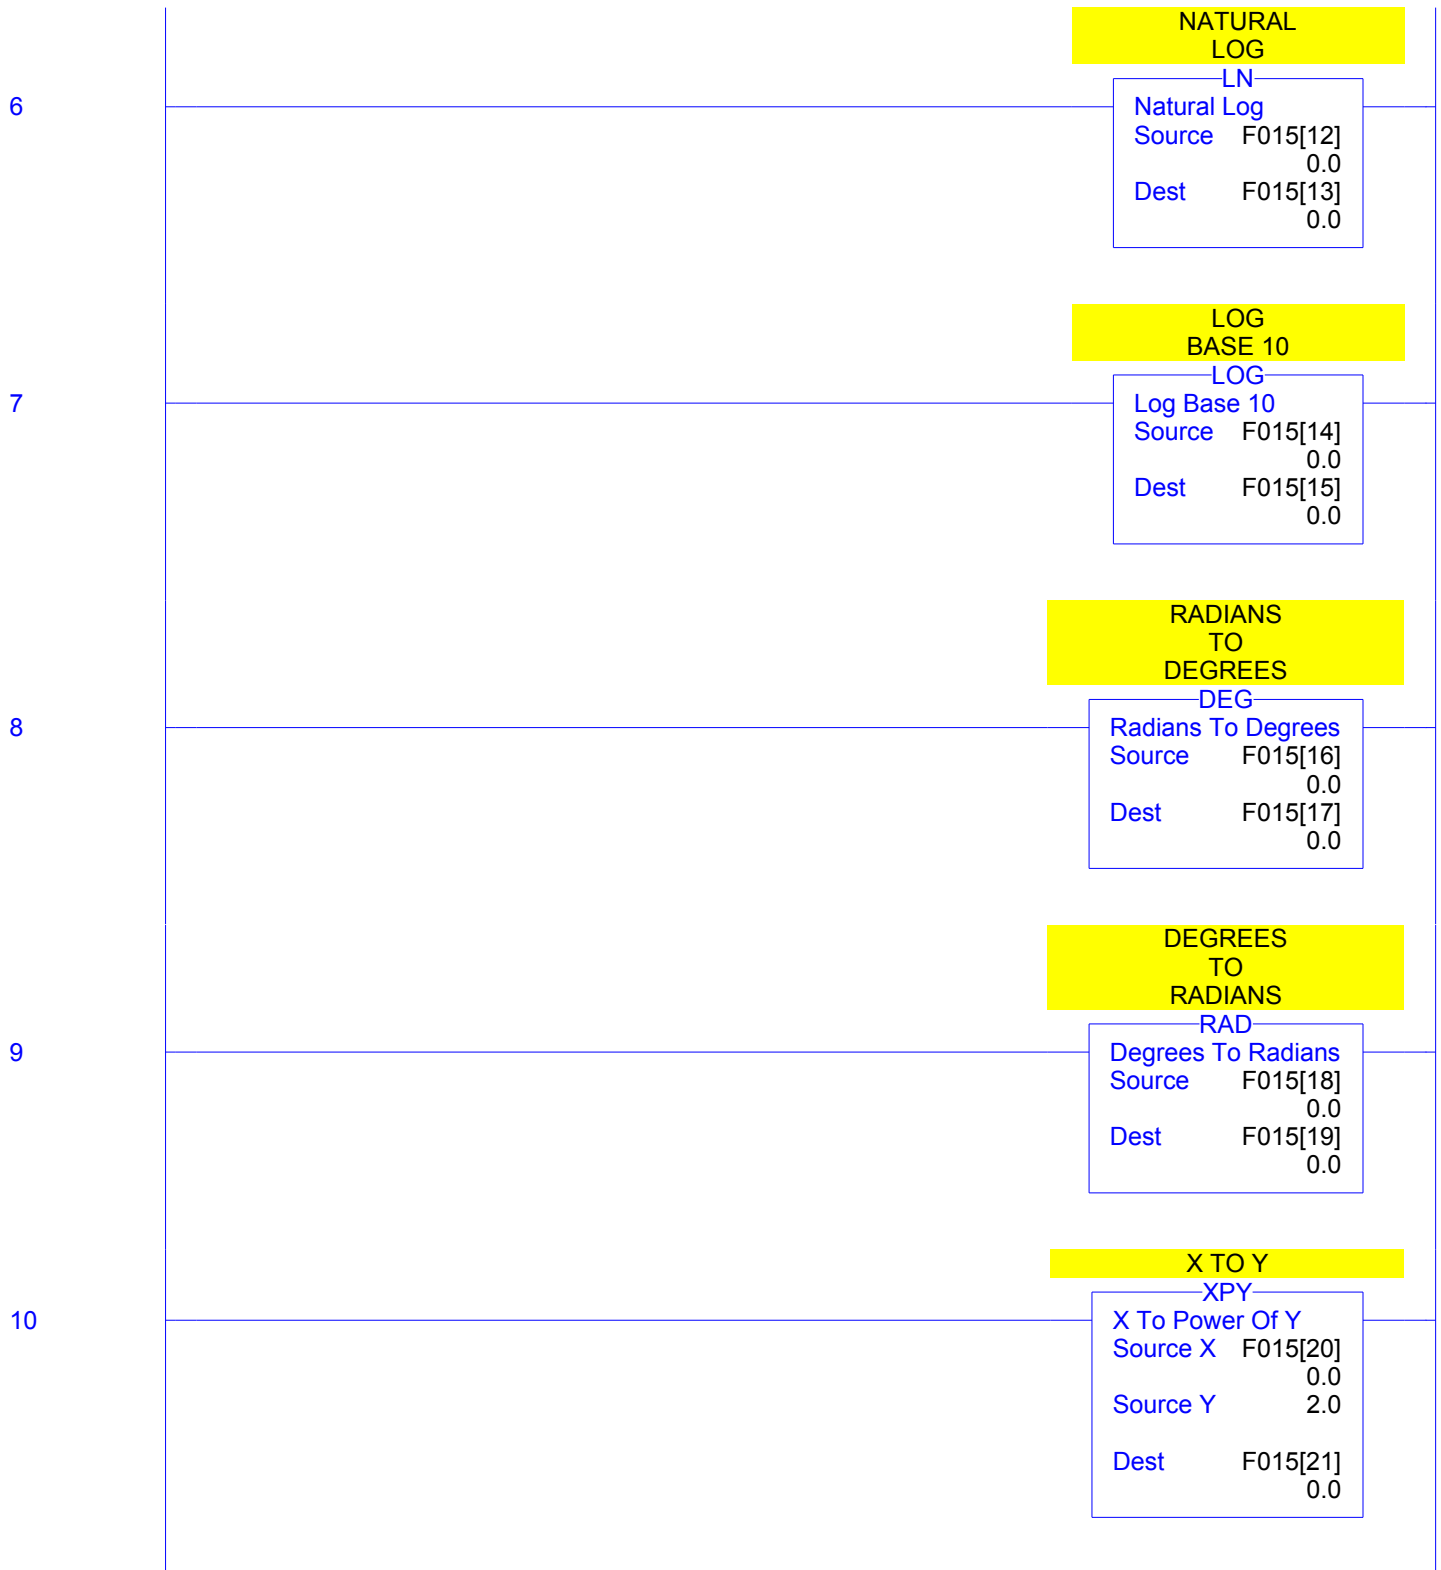 NATURAL
LOG
LN
6
Natural Log
Source F015[12]
0.0
Dest F015[13]
0.0
LOG
BASE 10
LOG
7
Log Base 10
Source F015[14]
0.0
Dest F015[15]
0.0
RADIANS
TO
DEGREES
DEG
8
Radians To Degrees
Source F015[16]
0.0
Dest F015[17]
0.0
DEGREES
TO
RADIANS
RAD
9
Degrees To Radians
Source F015[18]
0.0
Dest F015[19]
0.0
X TO Y
XPY
10
X To Power Of Y
Source X F015[20]
0.0
Source Y 2.0
Dest F015[21]
0.0